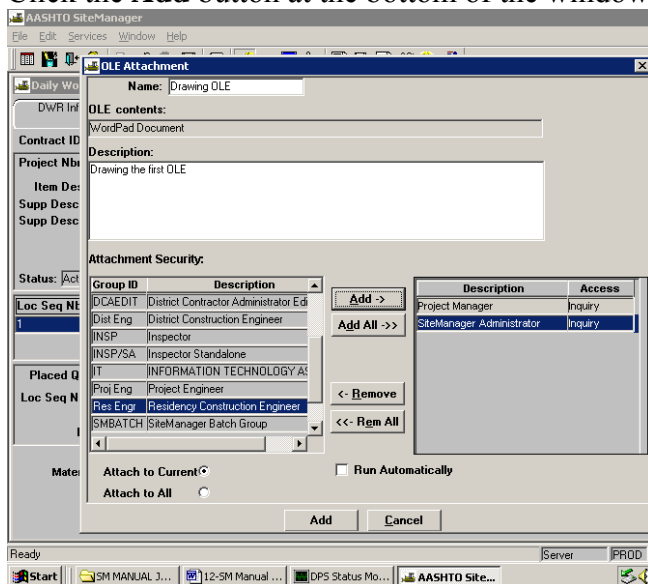 Click the Add button at the bottom of the window
AASHTO SiteManager
File Edit Services Window Help
OLE Attachment
Daily Wo
Name: Drawing OLE
DWR Inf
OLE contents:
WordPad Document
Contract ID
Description:
Project Nbr
Drawing the first OLE
Item Des
Supp Desc
Supp Desc
Attachment Security:
Status: Act
Group ID Description
Description Access
DCAEDIT District Contractor Administrator Edi
Add ->
Project Manager Inquiry
Loc Seq Nb
Dist Eng District Construction Engineer
SiteManager Administrator Inquiry
1
INSP Inspector
Add All ->>
INSP/SA Inspector Standalone
IT INFORMATION TECHNOLOGY AS
Placed Q
Proj Eng Project Engineer
<- Remove
Loc Seq N
Res Engr Residency Construction Engineer
SMBATCH SiteManager Batch Group
<<- Rem All
Mater
Attach to Current
Run Automatically
Attach to All
Add Cancel
Ready Server PROD
Start SM MANUAL J... 12-SM Manual ... DPS Status Mo... AASHTO Site...